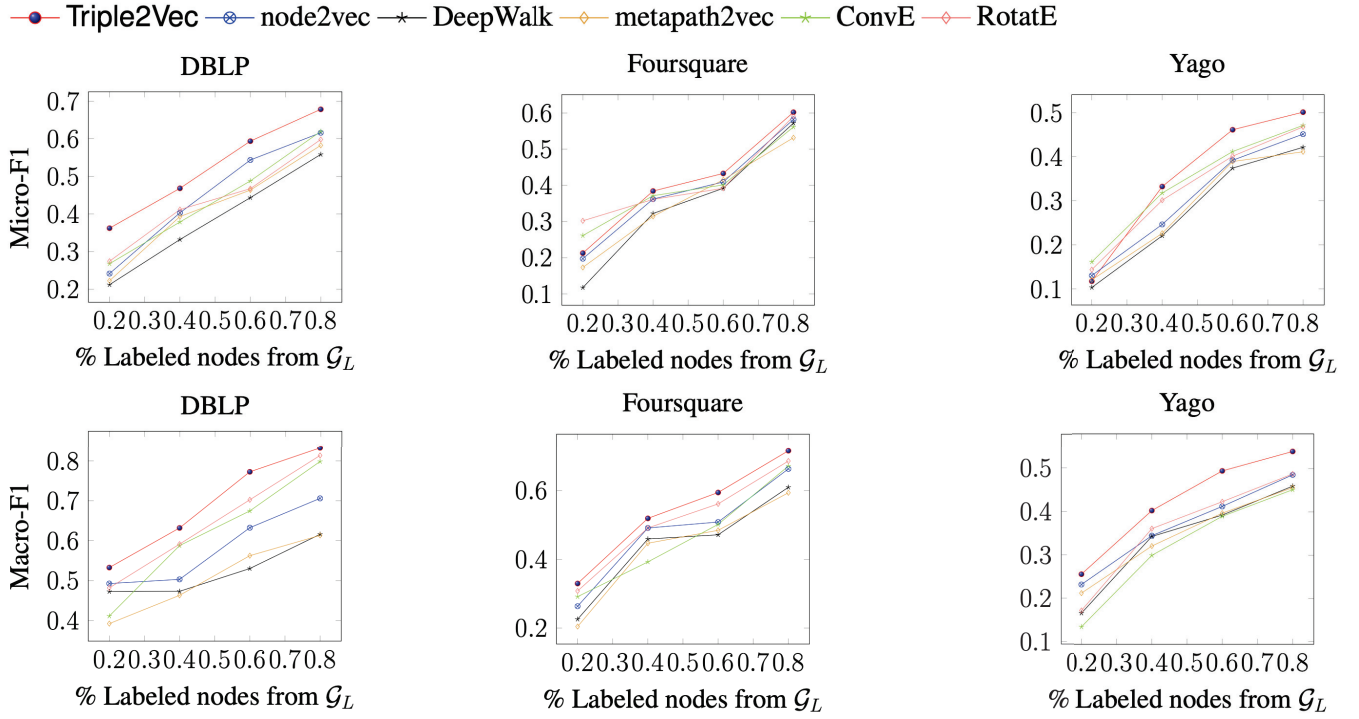 Triple2Vec node2vec DeepWalk metapath2vec ConvE RotatE
DBLP
Micro-F1
0.7
0.6
0.5
0.4
0.3
0.2
0.20.30.40.50.60.70.8
% Labeled nodes from 𝒢L
Foursquare
0.6
0.5
0.4
0.3
0.2
0.1
0.20.30.40.50.60.70.8
% Labeled nodes from 𝒢L
Yago
0.5
0.4
0.3
0.2
0.1
0.20.30.40.50.60.70.8
% Labeled nodes from 𝒢L
DBLP
Macro-F1
0.8
0.7
0.6
0.5
0.4
0.20.30.40.50.60.70.8
% Labeled nodes from 𝒢L
Foursquare
0.6
0.4
0.2
0.20.30.40.50.60.70.8
% Labeled nodes from 𝒢L
Yago
0.5
0.4
0.3
0.2
0.1
0.20.30.40.50.60.70.8
% Labeled nodes from 𝒢L